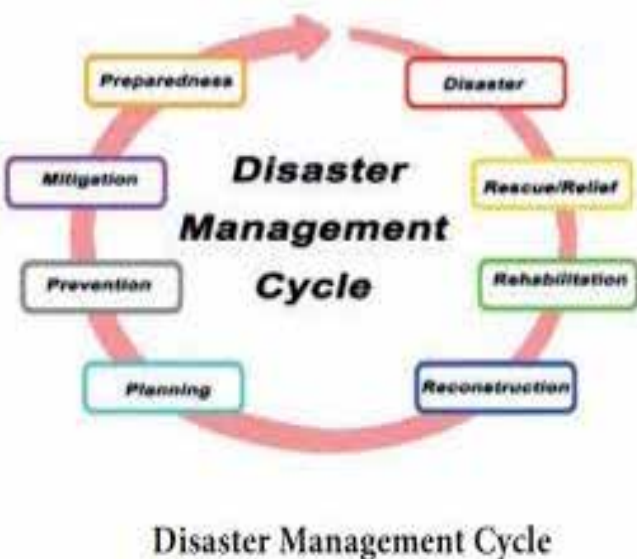 Preparedness
Disaster
Mitigation
Rescue/Relief
Disaster
Management
Cycle
Prevention
Rehabilitation
Planning
Reconstruction
Disaster Management Cycle